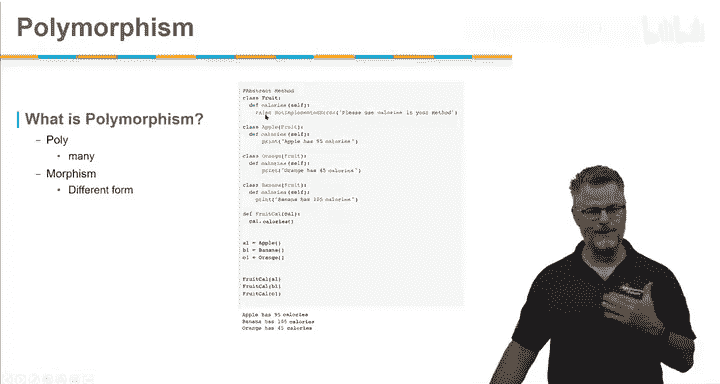 Polymorphism
What is Polymorphism?
– Poly
• many
– Morphism
• Different form
#Abstract Method
class Fruit:
def calories(self):
raise NotImplementedError('Please use calories in your method')
class Apple(Fruit):
def calories(self):
print("Apple has 95 calories")
class Orange(Fruit):
def calories(self):
print("Orange has 45 calories")
class Banana(Fruit):
def calories(self):
print("Banana has 105 calories")
def FruitCal(Cal):
Cal.calories()
a1 = Apple()
b1 = Banana()
o1 = Orange()
FruitCal(a1)
FruitCal(b1)
FruitCal(o1)
Apple has 95 calories
Banana has 105 calories
Orange has 45 calories